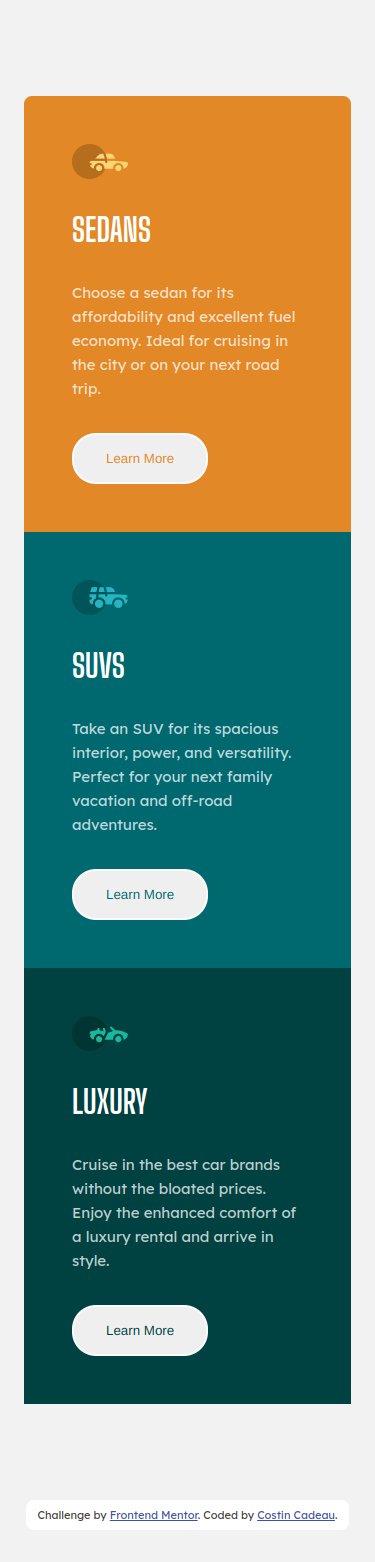 SEDANS
Choose a sedan for its
affordability and excellent fuel
economy. Ideal for cruising in
the city or on your next road
trip.
Learn More
SUVS
Take an SUV for its spacious
interior, power, and versatility.
Perfect for your next family
vacation and off-road
adventures.
Learn More
LUXURY
Cruise in the best car brands
without the bloated prices.
Enjoy the enhanced comfort of
a luxury rental and arrive in
style.
Learn More
Challenge by Frontend Mentor. Coded by Costin Cadeau.